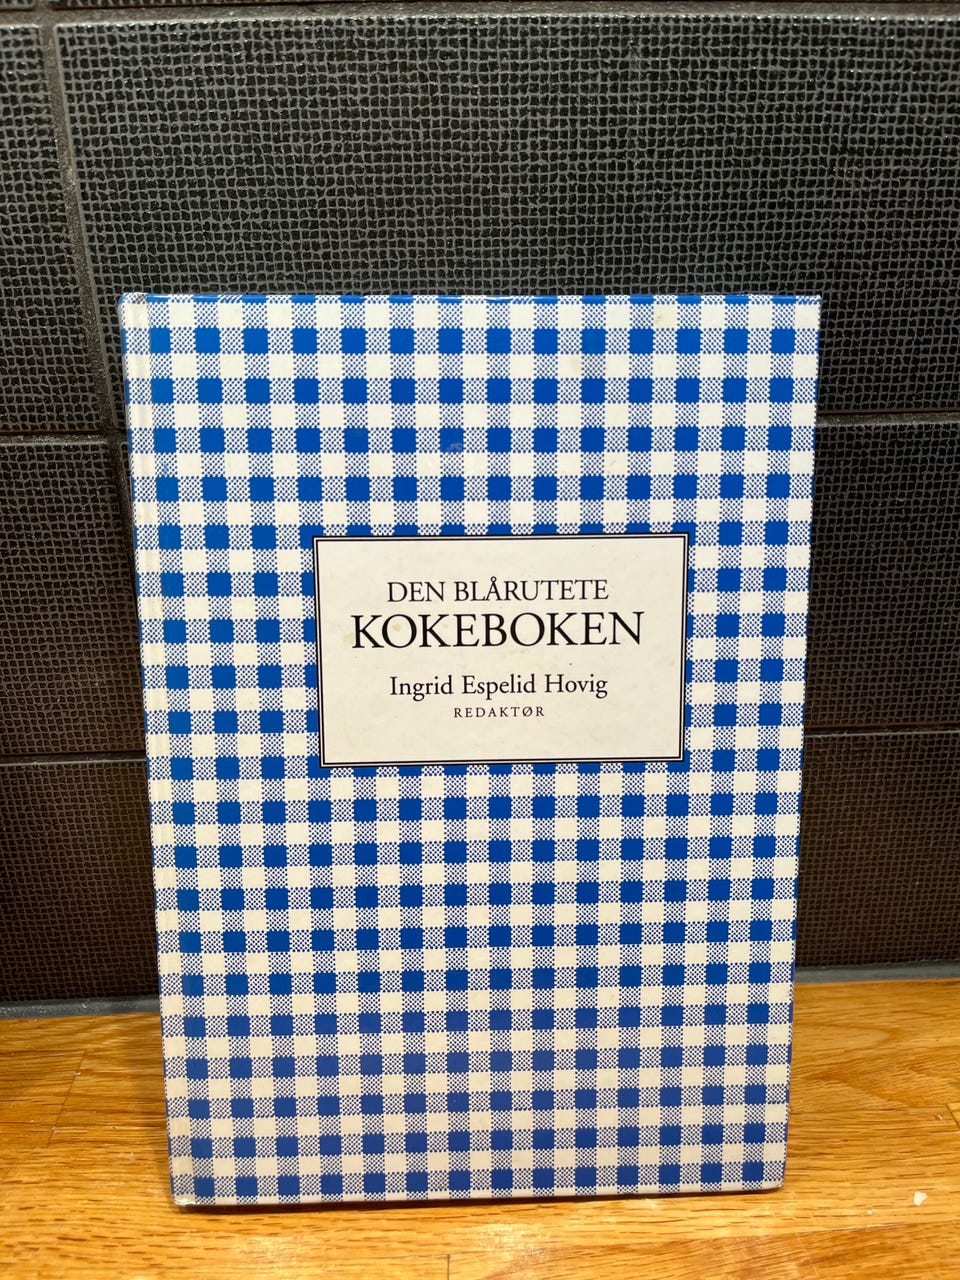 DEN BLÅRUTETE
KOKEBOKEN
Ingrid Espelid Hovig
REDAKTØR